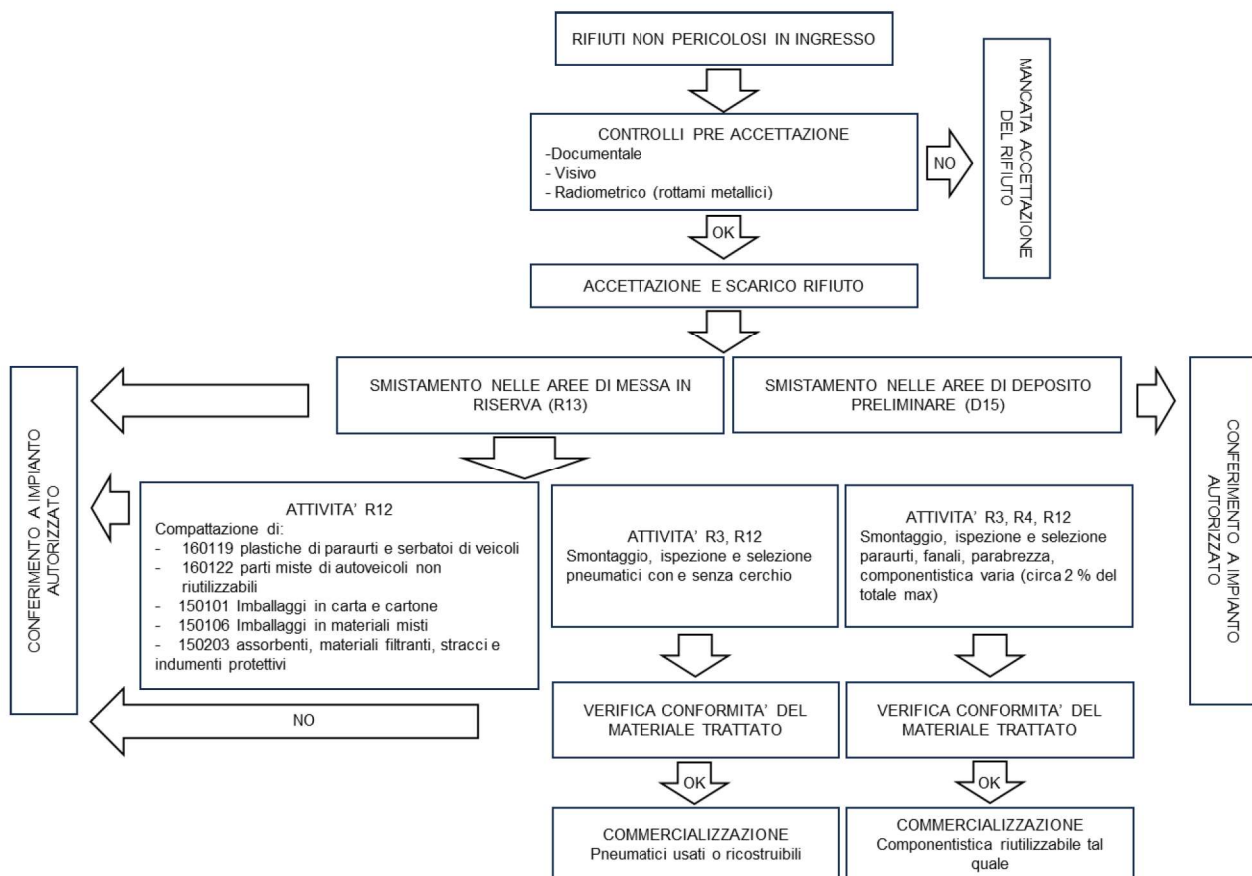 RIFIUTI NON PERICOLOSI IN INGRESSO
CONTROLLI PRE ACCETTAZIONE
-Documentale
- Visivo
- Radiometrico (rottami metallici)
NO
MANCATA ACCETTAZIONE
DEL RIFIUTO
OK
ACCETTAZIONE E SCARICO RIFIUTO
SMISTAMENTO NELLE AREE DI MESSA IN
RISERVA (R13)
SMISTAMENTO NELLE AREE DI DEPOSITO
PRELIMINARE (D15)
CONFERIMENTO A IMPIANTO
AUTORIZZATO
CONFERIMENTO A IMPIANTO
AUTORIZZATO
ATTIVITA' R12
Compattazione di:
- 160119 plastiche di paraurti e serbatoi di veicoli
- 160122 parti miste di autoveicoli non
riutilizzabili
- 150101 Imballaggi in carta e cartone
- 150106 Imballaggi in materiali misti
- 150203 assorbenti, materiali filtranti, stracci e
indumenti protettivi
ATTIVITA' R3, R12
Smontaggio, ispezione e selezione
pneumatici con e senza cerchio
ATTIVITA' R3, R4, R12
Smontaggio, ispezione e selezione
paraurti, fanali, parabrezza,
componentistica varia (circa 2 % del
totale max)
NO
VERIFICA CONFORMITA' DEL
MATERIALE TRATTATO
VERIFICA CONFORMITA' DEL
MATERIALE TRATTATO
OK
OK
COMMERCIALIZZAZIONE
Pneumatici usati o ricostruibili
COMMERCIALIZZAZIONE
Componentistica riutilizzabile tal
quale